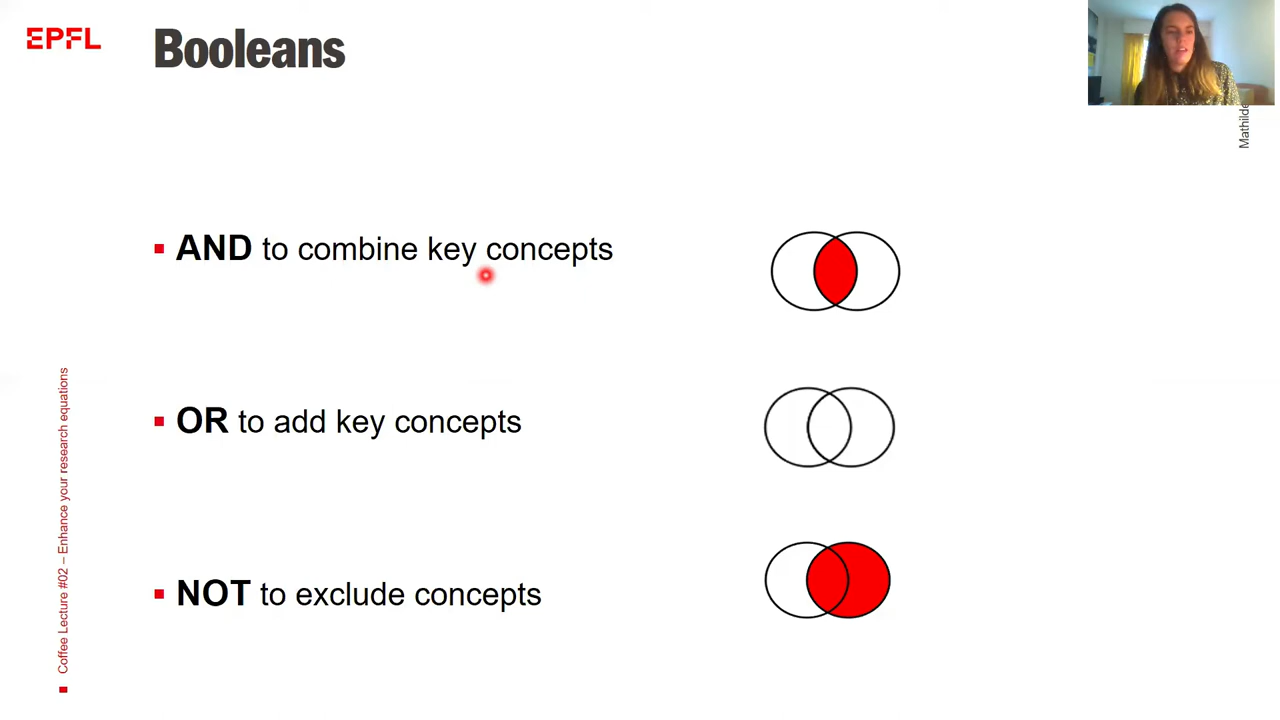 EPFL
Booleans
Mathilde
AND to combine key concepts
OR to add key concepts
NOT to exclude concepts
Coffee Lecture #02 – Enhance your research equations